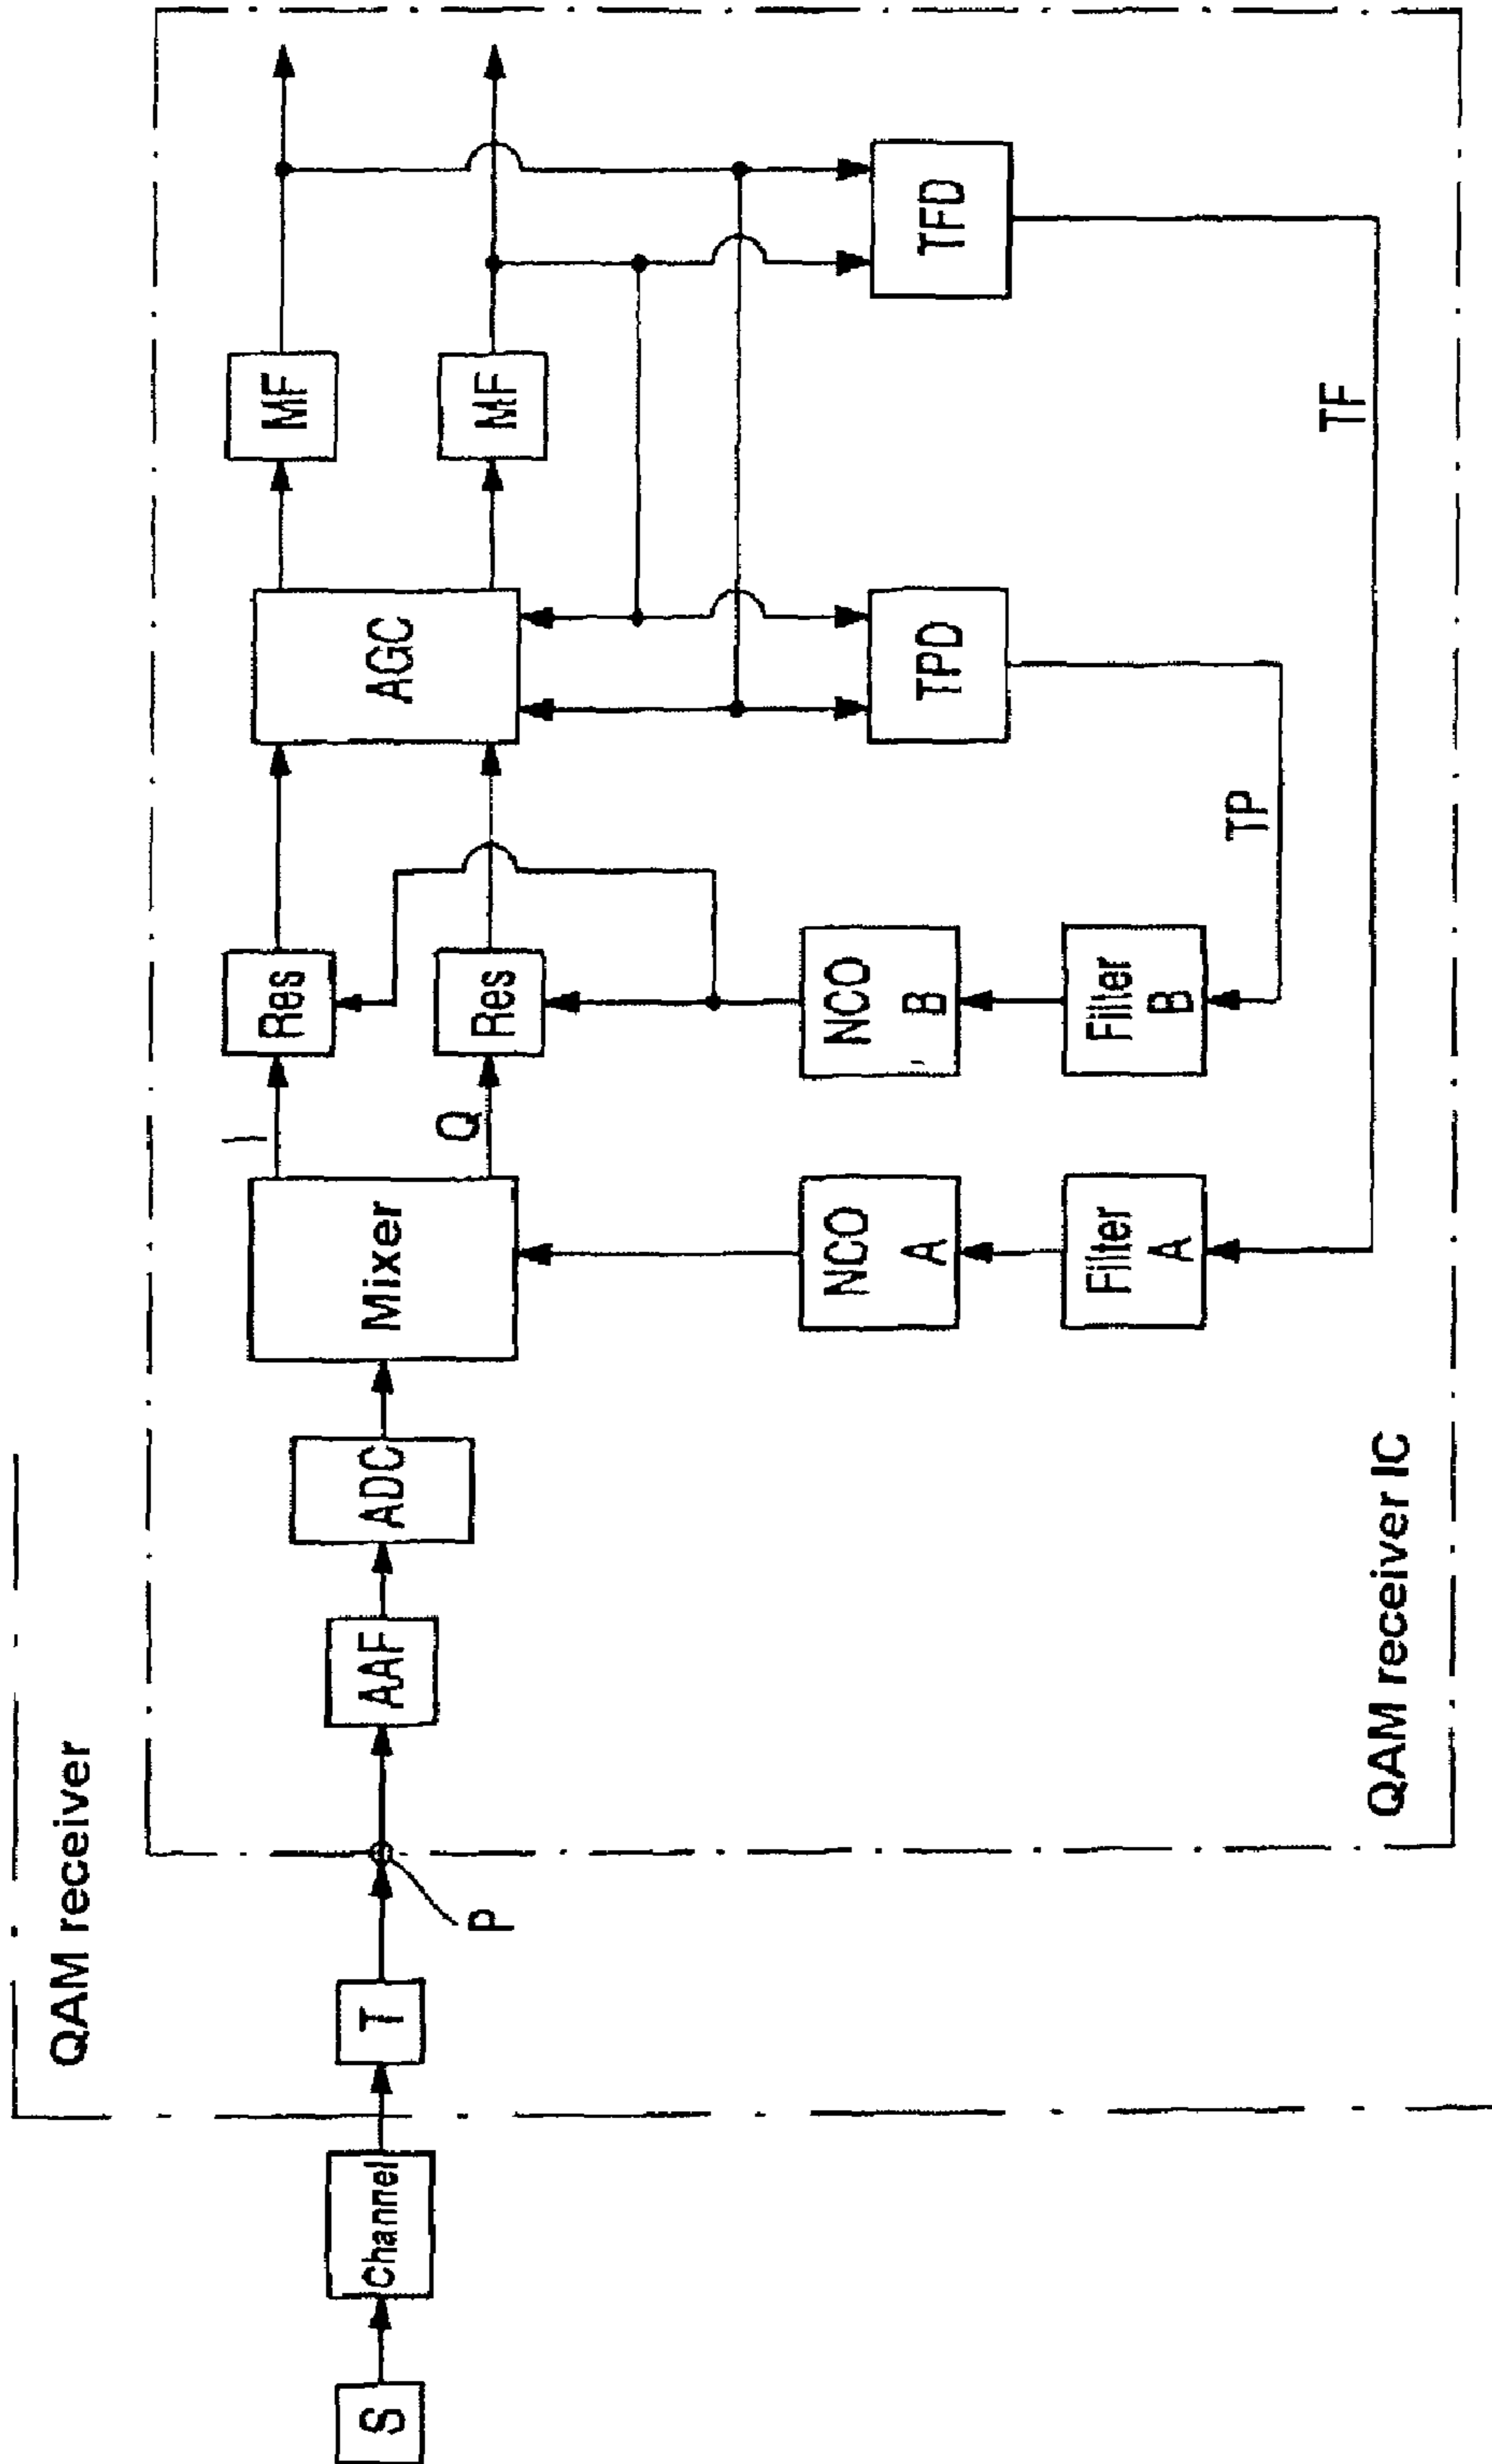 QAM receiver
S
Channel
T
P
AAF
ADC
Mixer
I
Q
Res
Res
AGC
MF
MF
NCO
A
NCO
B
Filter
A
Filter
B
TPD
TFD
TP
TF
QAM receiver IC